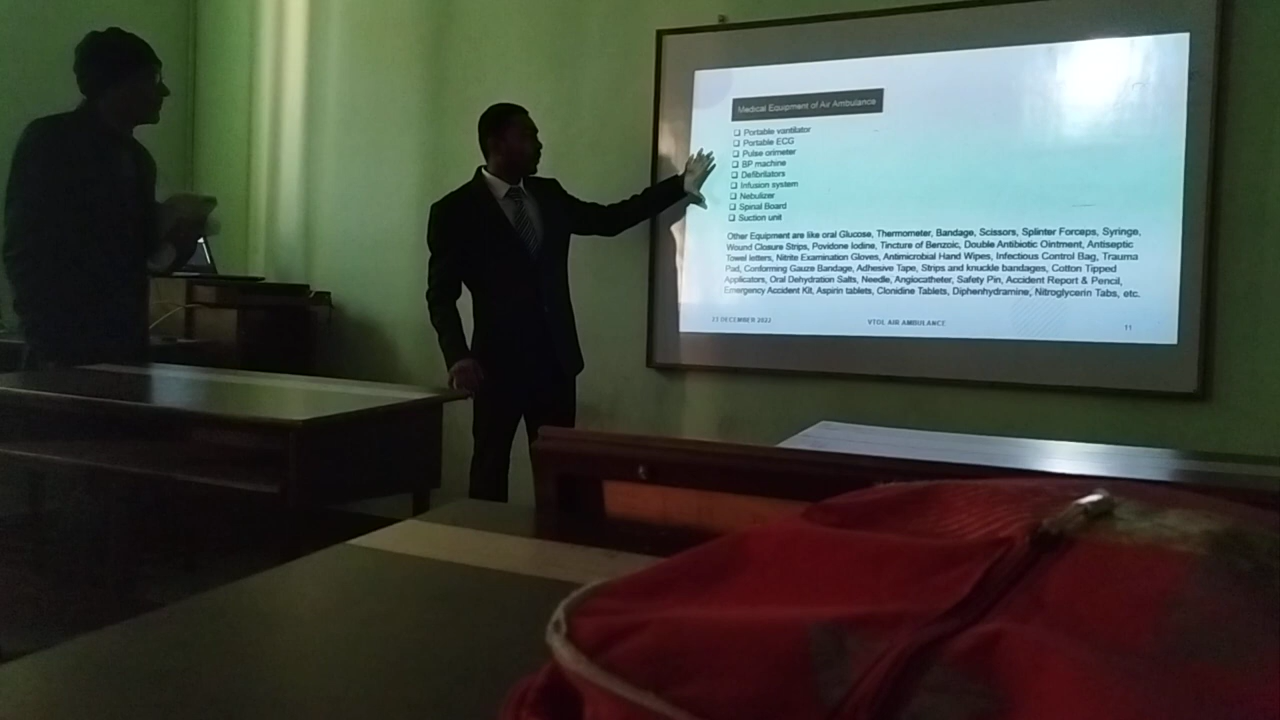 Medical Equipment of Air Ambulance
❑ Portable vantilator
❑ Portable ECG
❑ Pulse orimeter
❑ BP machine
❑ Defibrilators
❑ Infusion system
❑ Nebulizer
❑ Spinal Board
❑ Suction unit
Other Equipment are like oral Glucose, Thermometer, Bandage, Scissors, Splinter Forceps, Syringe,
Wound Closure Strips, Povidone Iodine, Tincture of Benzoic, Double Antibiotic Ointment, Antiseptic
Towel letters, Nitrite Examination Gloves, Antimicrobial Hand Wipes, Infectious Control Bag, Trauma
Pad, Conforming Gauze Bandage, Adhesive Tape, Strips and knuckle bandages, Cotton Tipped
Applicators, Oral Dehydration Salts, Needle, Angiocatheter, Safety Pin, Accident Report & Pencil,
Emergency Accident Kit, Aspirin tablets, Clonidine Tablets, Diphenhydramine, Nitroglycerin Tabs, etc.
23 DECEMBER 2022 VTOL AIR AMBULANCE 11